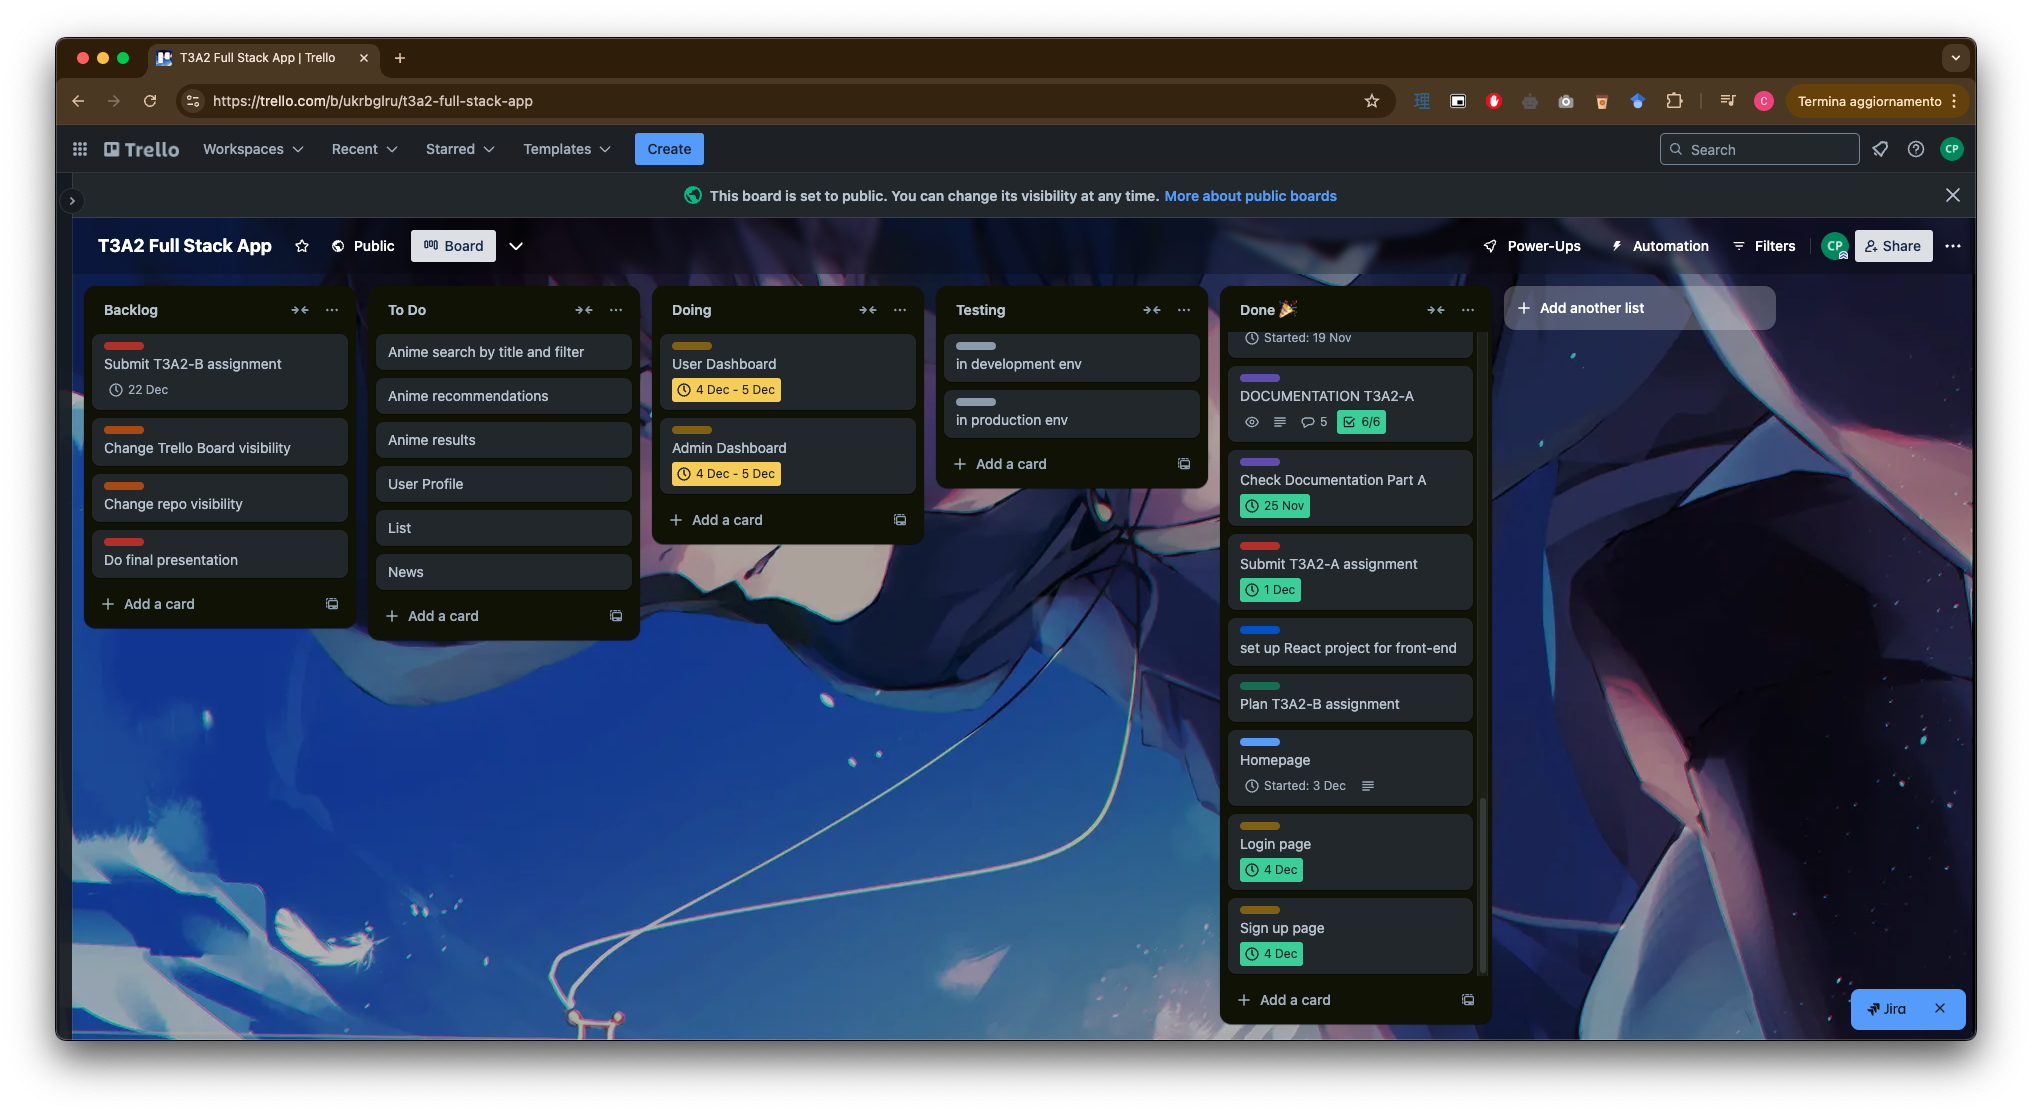 T3A2 Full Stack App | Trello
https://trello.com/b/ukrbglru/t3a2-full-stack-app
C
Termina aggiornamento
Trello
Workspaces
Recent
Starred
Templates
Create
Search
CP
This board is set to public. You can change its visibility at any time. More about public boards
T3A2 Full Stack App
Public
Board
Power-Ups
Automation
Filters
CP
Share
Backlog
Submit T3A2-B assignment
22 Dec
Change Trello Board visibility
Change repo visibility
Do final presentation
Add a card
To Do
Anime search by title and filter
Anime recommendations
Anime results
User Profile
List
News
Add a card
Doing
User Dashboard
4 Dec - 5 Dec
Admin Dashboard
4 Dec - 5 Dec
Add a card
Testing
in development env
in production env
Add a card
Done 🎉
Started: 19 Nov
DOCUMENTATION T3A2-A
5
6/6
Check Documentation Part A
25 Nov
Submit T3A2-A assignment
1 Dec
set up React project for front-end
Plan T3A2-B assignment
Homepage
Started: 3 Dec
Login page
4 Dec
Sign up page
4 Dec
Add a card
Add another list
Jira